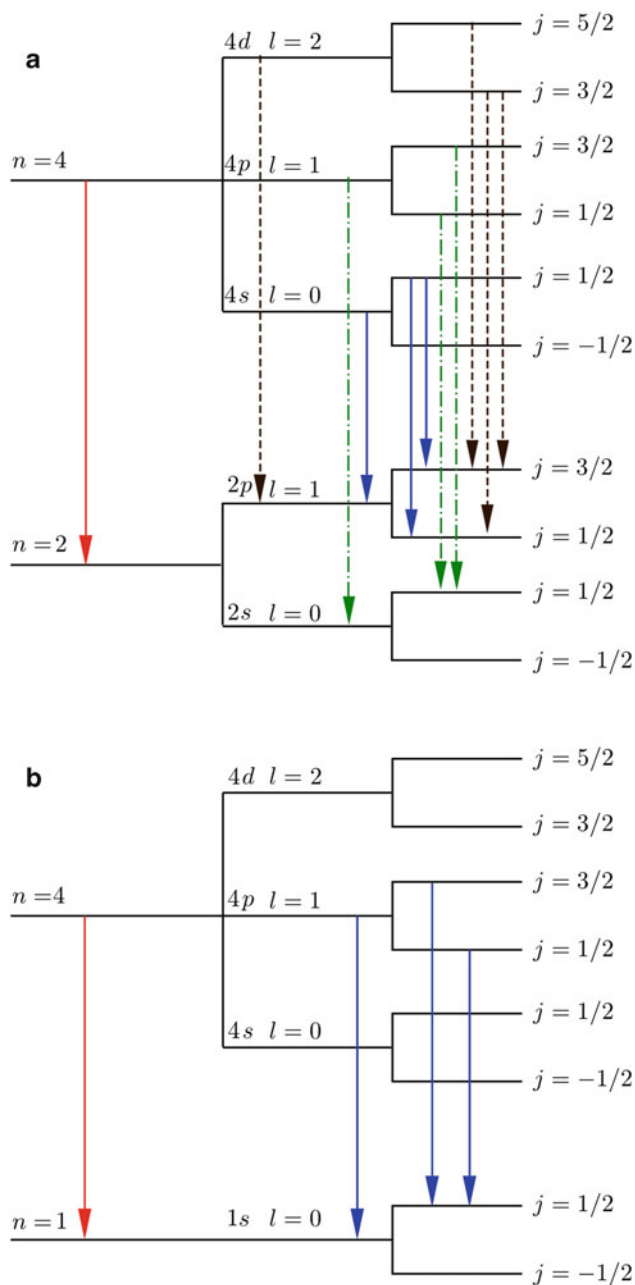 j = 5/2
4d l = 2
a
j = 3/2
j = 3/2
n = 4
4p l = 1
j = 1/2
j = 1/2
4s l = 0
j = −1/2
j = 3/2
2p l = 1
j = 1/2
n = 2
j = 1/2
2s l = 0
j = −1/2
j = 5/2
b
4d l = 2
j = 3/2
j = 3/2
n = 4
4p l = 1
j = 1/2
j = 1/2
4s l = 0
j = −1/2
j = 1/2
n = 1
1s l = 0
j = −1/2